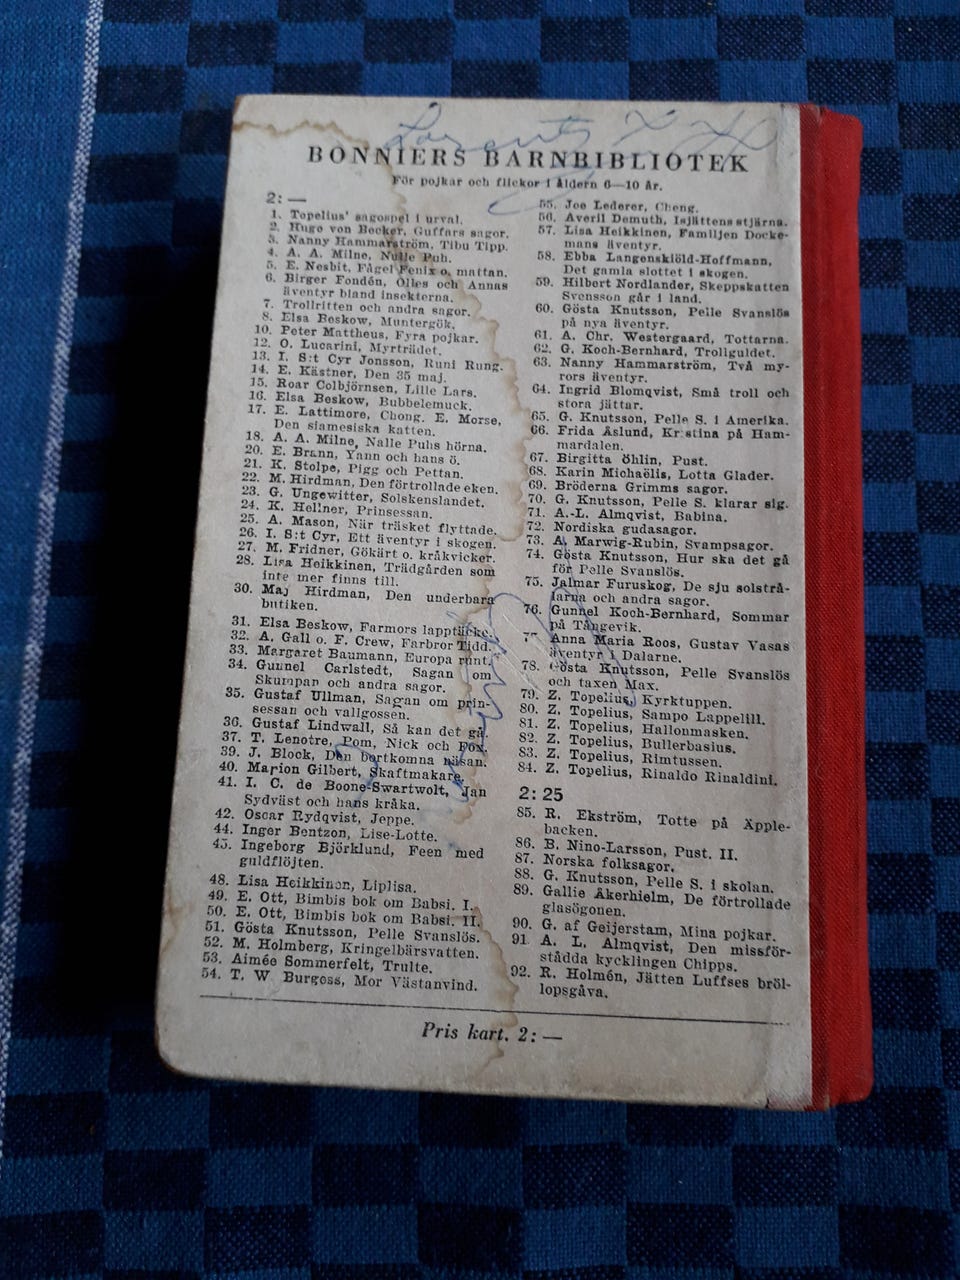 BONNIERS BARNBIBLIOTEK
För pojkar och flickor i åldern 6—10 år.
2: —
1. Topelius' sagospel i urval.
2. Hugo von Becker, Guffars sagor.
3. Nanny Hammarström, Tibu Tipp.
4. A. A. Milne, Nalle Puh.
5. E. Nesbit, Fågel Fenix o. mattan.
6. Birger Fondén, Olles och Annas
äventyr bland insekterna.
7. Trollritten och andra sagor.
8. Elsa Beskow, Muntergök.
10. Peter Mattheus, Fyra pojkar.
12. O. Lucarini, Myrträdet.
13. I. S:t Cyr Jonsson, Runi Rung.
14. E. Kästner, Den 35 maj.
15. Roar Colbjörnsen, Lille Lars.
16. Elsa Beskow, Bubbelemuck.
17. E. Lattimore, Chong. E. Morse,
Den siamesiska katten.
18. A. A. Milne, Nalle Puhs hörna.
20. E. Brann, Yann och hans ö.
21. K. Stolpe, Pigg och Pettan.
22. M. Hirdman, Den förtrollade eken.
23. G. Ungewitter, Solskenslandet.
24. K. Hellner, Prinsessan.
25. A. Mason, När träsket flyttade.
26. I. S:t Cyr, Ett äventyr i skogen.
27. M. Fridner, Gökärt o. kråkvicker.
28. Lisa Heikkinen, Trädgården som
inte mer finns till.
30. Maj Hirdman, Den underbara
butiken.
31. Elsa Beskow, Farmors lapptäcke.
32. A. Gall o. F. Crew, Farbror Tidd.
33. Margaret Baumann, Europa runt.
34. Gunnel Carlstedt, Sagan om
Skumpan och andra sagor.
35. Gustaf Ullman, Sagan om prin-
sessan och vallgossen.
36. Gustaf Lindwall, Så kan det gå.
37. T. Lenotre, Pom, Nick och Fox.
39. J. Block, Den bortkomna näsan.
40. Marion Gilbert, Skaftmakare.
41. I. C. de Boone-Swartwolt, Jan
Sydväst och hans kråka.
42. Oscar Rydqvist, Jeppe.
44. Inger Bentzon, Lise-Lotte.
45. Ingeborg Björklund, Feen med
guldflöjten.
48. Lisa Heikkinen, Liplisa.
49. E. Ott, Bimbis bok om Babsi. I.
50. E. Ott, Bimbis bok om Babsi. II.
51. Gösta Knutsson, Pelle Svanslös.
52. M. Holmberg, Kringelbärsvatten.
53. Aimée Sommerfelt, Trulte.
54. T. W. Burgess, Mor Västanvind.
55. Joe Lederer, Cheng.
56. Averil Demuth, Isjättens stjärna.
57. Lisa Heikkinen, Familjen Docke-
mans äventyr.
58. Ebba Langenskiöld-Hoffmann,
Det gamla slottet i skogen.
59. Hilbert Nordlander, Skeppskatten
Svensson går i land.
60. Gösta Knutsson, Pelle Svanslös
på nya äventyr.
61. A. Chr. Westergaard, Tottarna.
62. G. Koch-Bernhard, Trollguldet.
63. Nanny Hammarström, Två my-
rors äventyr.
64. Ingrid Blomqvist, Små troll och
stora jättar.
65. G. Knutsson, Pelle S. i Amerika.
66. Frida Åslund, Kristina på Ham-
mardalen.
67. Birgitta Öhlin, Pust.
68. Karin Michaëlis, Lotta Glader.
69. Bröderna Grimms sagor.
70. G. Knutsson, Pelle S. klarar sig.
71. A.-L. Almqvist, Babina.
72. Nordiska gudasagor.
73. A. Marwig-Rubin, Svampsagor.
74. Gösta Knutsson, Hur ska det gå
för Pelle Svanslös.
75. Jalmar Furuskog, De sju solstrå-
larna och andra sagor.
76. Gunnel Koch-Bernhard, Sommar
på Tångevik.
77 Anna Maria Roos, Gustav Vasas
äventyr i Dalarne.
78. Gösta Knutsson, Pelle Svanslös
och taxen Max.
79. Z. Topelius, Kyrktuppen.
80. Z. Topelius, Sampo Lappelill.
81. Z. Topelius, Hallonmasken.
82. Z. Topelius, Bullerbasius.
83. Z. Topelius, Rimtussen.
84. Z. Topelius, Rinaldo Rinaldini.
2: 25
85. R. Ekström, Totte på Äpple-
backen.
86. B. Nino-Larsson, Pust. II.
87. Norska folksagor.
88. G. Knutsson, Pelle S. i skolan.
89. Gallie Åkerhielm, De förtrollade
glasögonen.
90. G. af Geijerstam, Mina pojkar.
91 A. L. Almqvist, Den missför-
stådda kycklingen Chipps.
92. R. Holmén, Jätten Luffses bröl-
lopsgåva.
Pris kart. 2: —